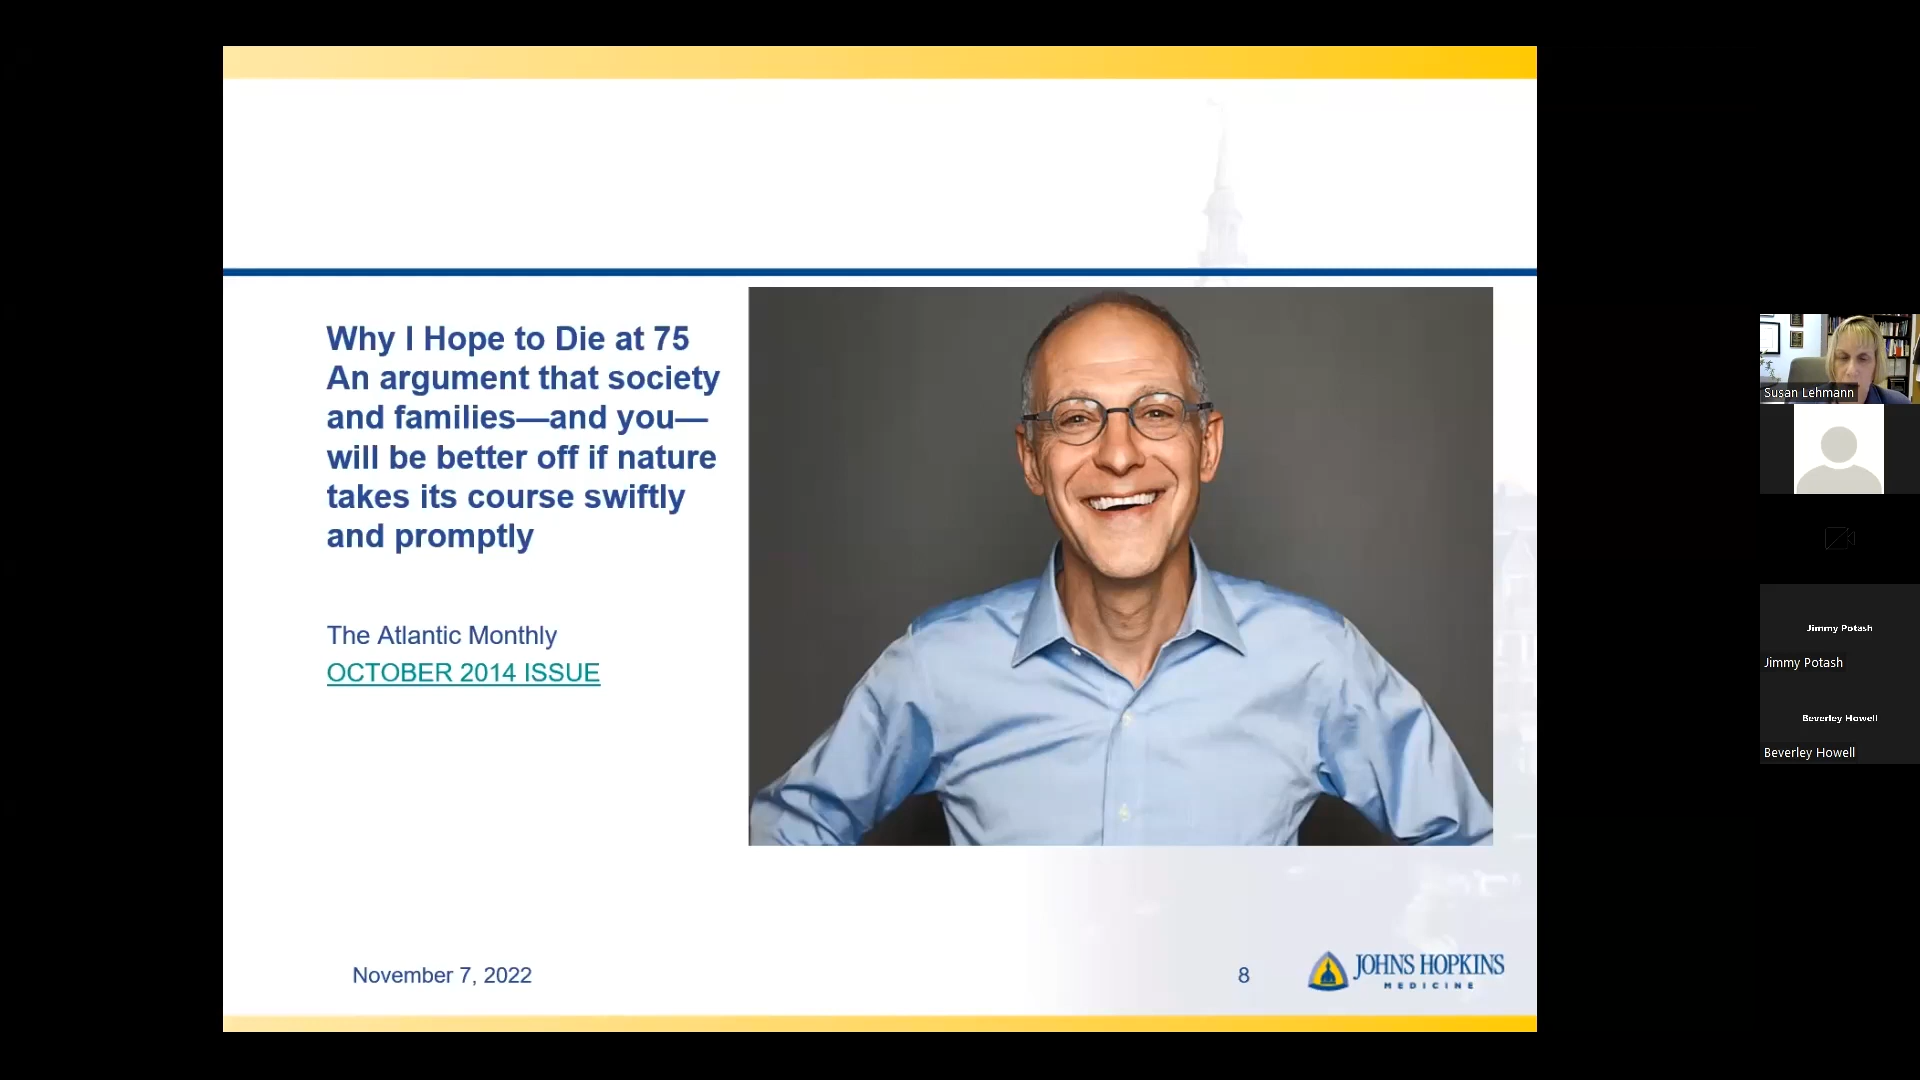 Why I Hope to Die at 75
An argument that society
and families—and you—
will be better off if nature
takes its course swiftly
and promptly
The Atlantic Monthly
OCTOBER 2014 ISSUE
November 7, 2022
8
JOHNS HOPKINS
MEDICINE
Susan Lehmann
Jimmy Potash
Jimmy Potash
Beverley Howell
Beverley Howell